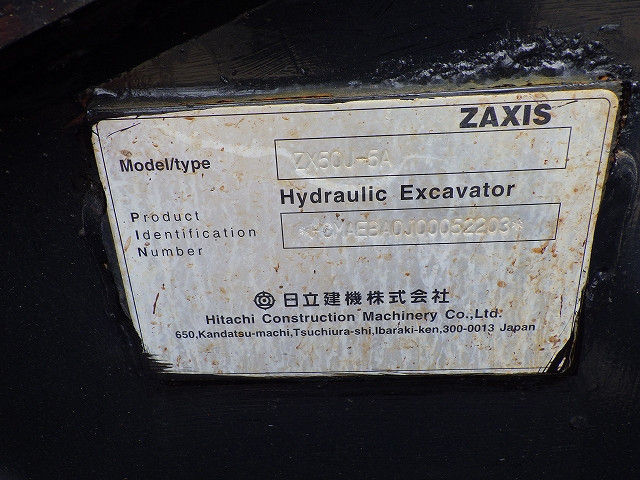 ZAXIS
Model/type ZX50U-5A
Hydraulic Excavator
Product
Identification
Number
*HCMAEBA0J00052203*
日立建機株式会社
Hitachi Construction Machinery Co.,Ltd.
650,Kandatsu-machi,Tsuchiura-shi,Ibaraki-ken,300-0013 Japan